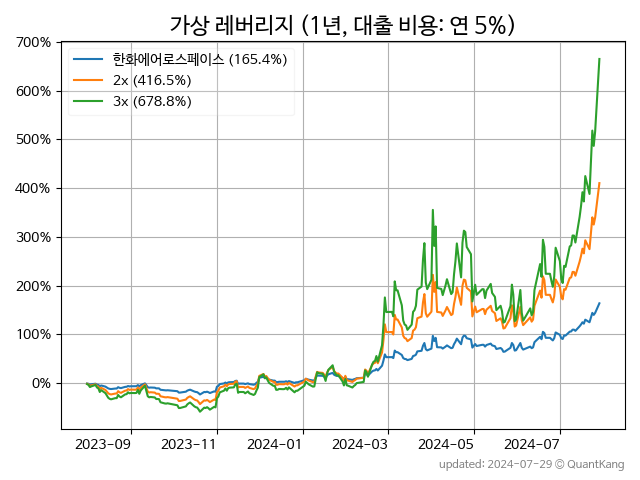 가상 레버리지 (1년, 대출 비용: 연 5%)
700%
600%
500%
400%
300%
200%
100%
0%
한화에어로스페이스 (165.4%)
2x (416.5%)
3x (678.8%)
2023-09
2023-11
2024-01
2024-03
2024-05
2024-07
updated: 2024-07-29 © QuantKang